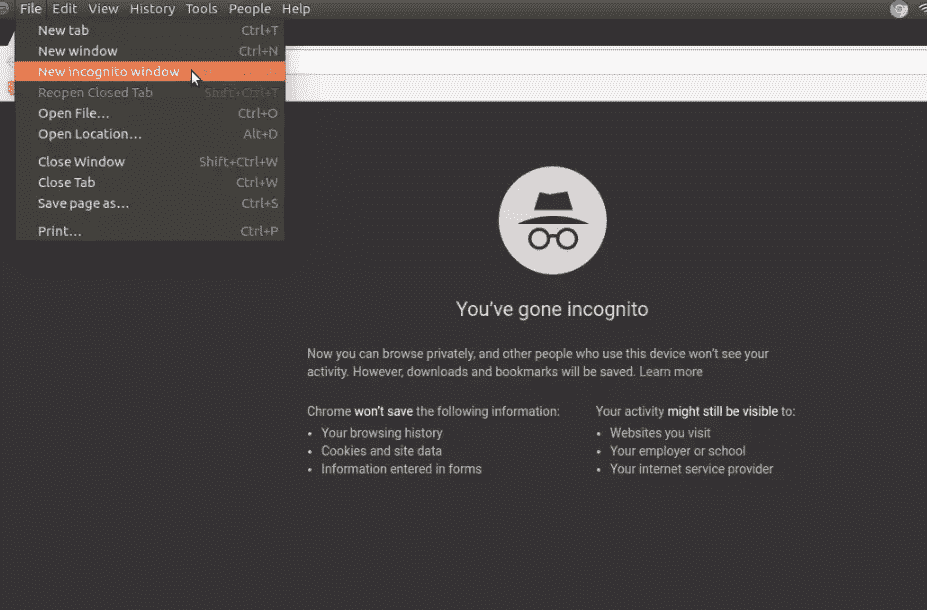 File Edit View History Tools People Help
New tab Ctrl+T
New window Ctrl+N
New incognito window
Reopen Closed Tab Shift+Ctrl+T
Open File... Ctrl+O
Open Location... Alt+D
Close Window Shift+Ctrl+W
Close Tab Ctrl+W
Save page as... Ctrl+S
Print... Ctrl+P
You've gone incognito
Now you can browse privately, and other people who use this device won't see your
activity. However, downloads and bookmarks will be saved. Learn more
Chrome won't save the following information:
• Your browsing history
• Cookies and site data
• Information entered in forms
Your activity might still be visible to:
• Websites you visit
• Your employer or school
• Your internet service provider